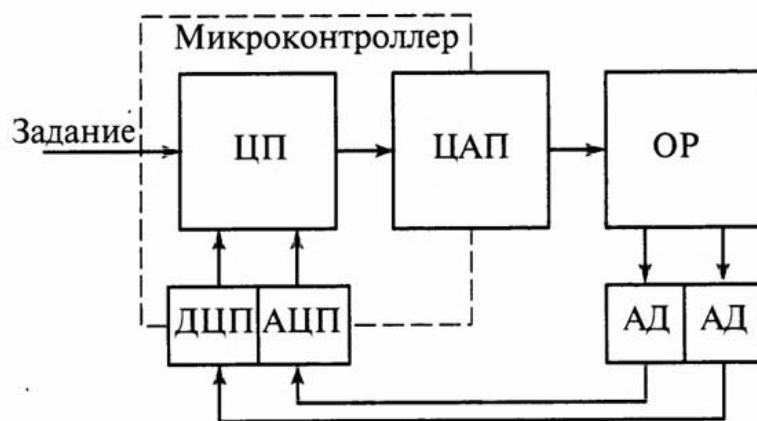 Микроконтроллер
Задание
ЦП
ЦАП
ОР
ДЦП
АЦП
АД
АД